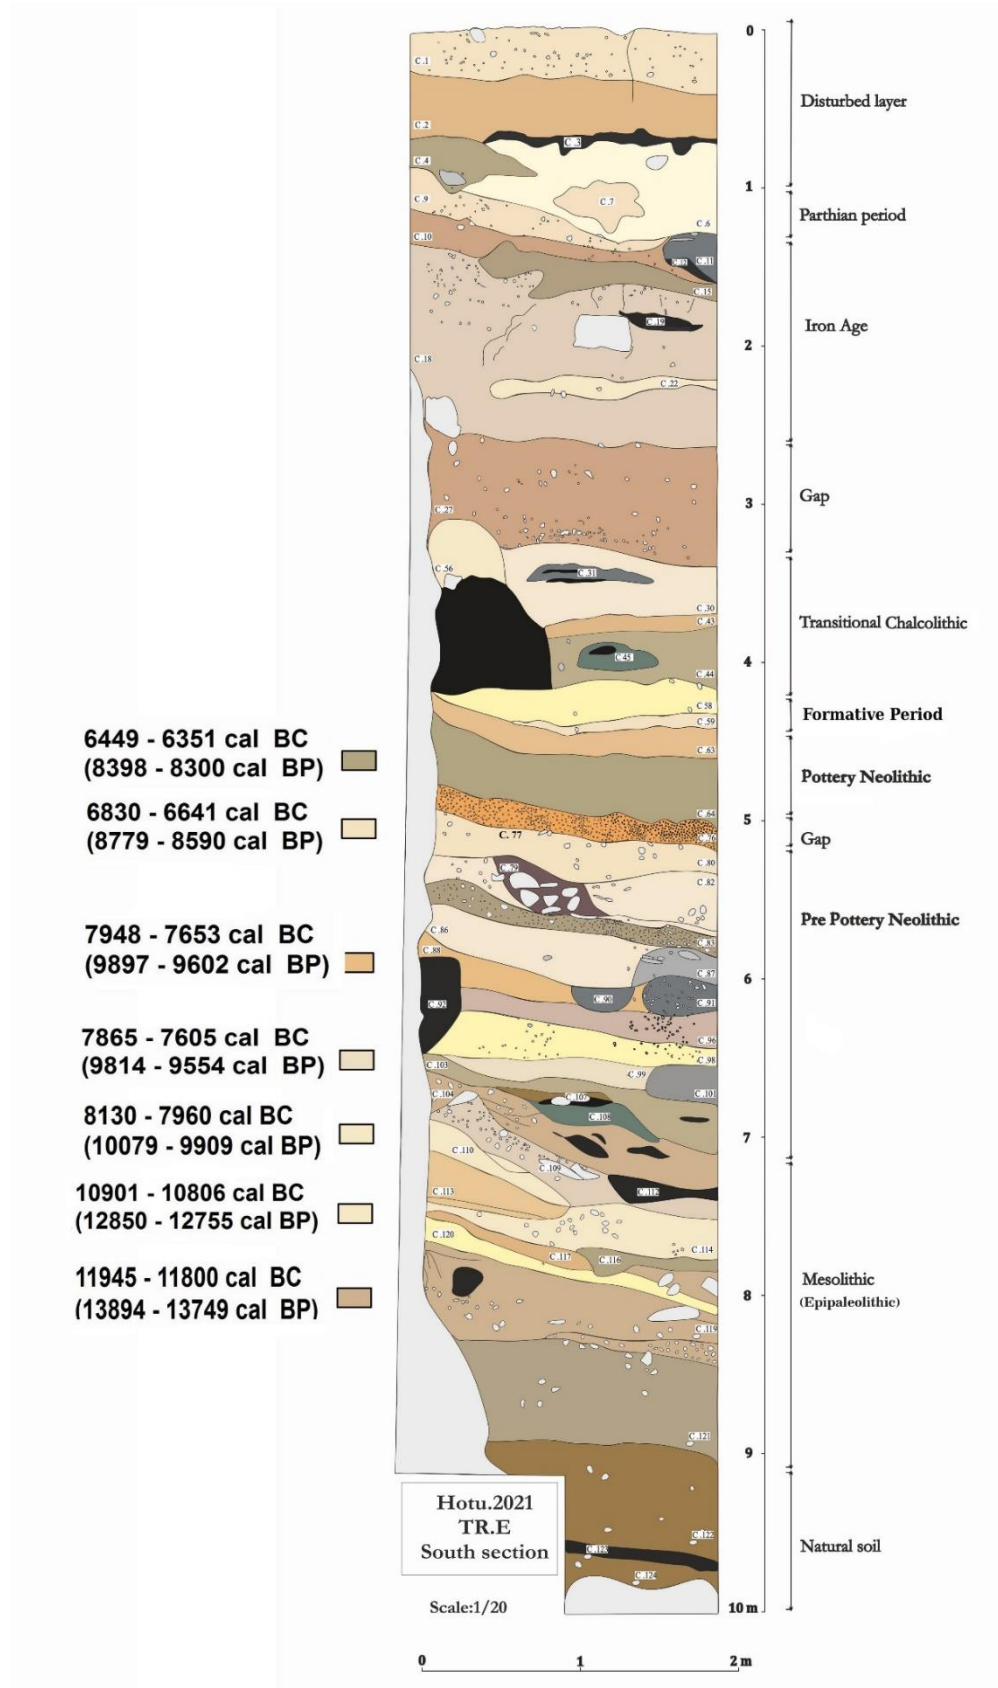 0
C .1
Disturbed layer
C .2
C .3
C .4
1
C .9
C .7
Parthian period
C .6
C .10
C .12
C .11
C .15
C .19
Iron Age
2
C .18
C .22
Gap
3
C .27
C .56
C .31
C .30
C .43
Transitional Chalcolithic
C.45
4
C .44
C .58
Formative Period
C .59
6449 - 6351 cal BC
(8398 - 8300 cal BP)
C .63
Pottery Neolithic
6830 - 6641 cal BC
(8779 - 8590 cal BP)
C .64
5
C. 77
C .76
Gap
C .80
C .79
C .82
Pre Pottery Neolithic
7948 - 7653 cal BC
(9897 - 9602 cal BP)
C .86
C .83
C .88
C .87
6
C .92
C .90
C .91
7865 - 7605 cal BC
(9814 - 9554 cal BP)
C .96
C .98
C .103
C .99
C .101
C .104
C .107
8130 - 7960 cal BC
(10079 - 9909 cal BP)
C .108
7
C .110
C .109
10901 - 10806 cal BC
(12850 - 12755 cal BP)
C .113
C .112
C .120
C .117
C .116
C .114
11945 - 11800 cal BC
(13894 - 13749 cal BP)
Mesolithic
(Epipaleolithic)
8
C .119
C .121
9
Hotu.2021
TR.E
South section
C .122
C .123
Natural soil
C .124
Scale:1/20
10 m
0
1
2 m